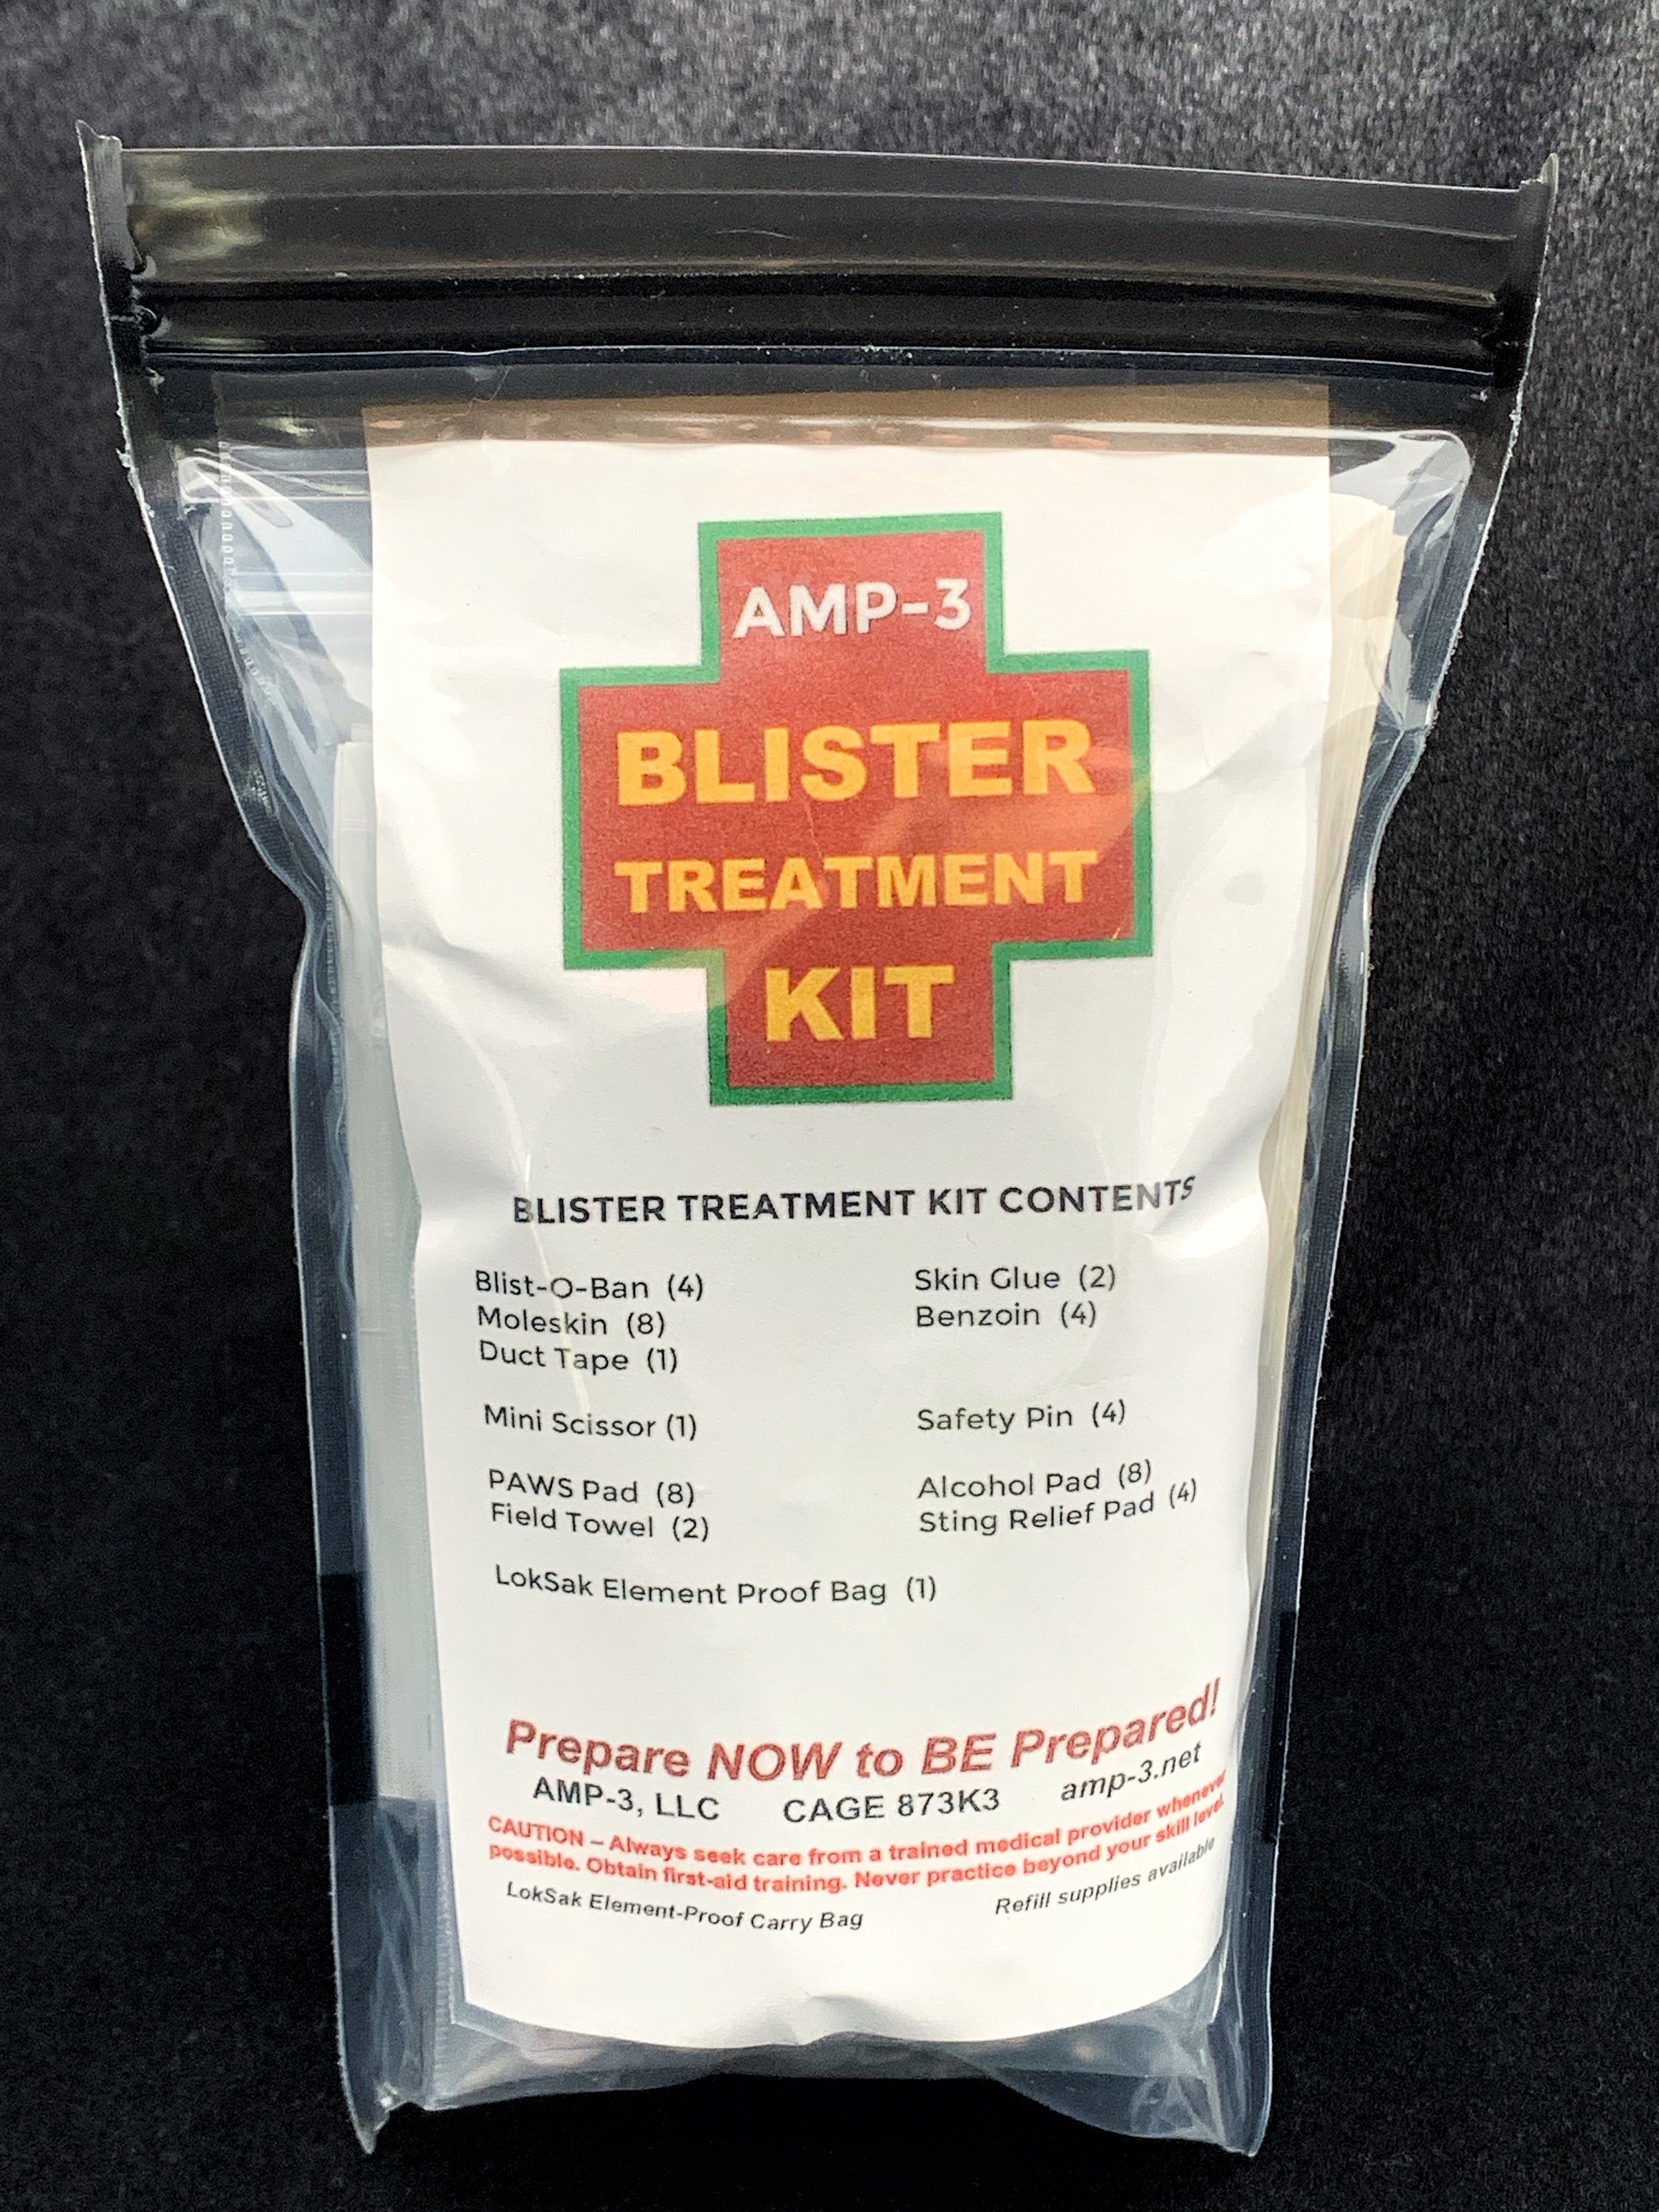 AMP-3
BLISTER
TREATMENT
KIT
BLISTER TREATMENT KIT CONTENTS
Blist-O-Ban (4) Skin Glue (2)
Moleskin (8) Benzoin (4)
Duct Tape (1)
Mini Scissor (1) Safety Pin (4)
PAWS Pad (8) Alcohol Pad (8)
Field Towel (2) Sting Relief Pad (4)
LokSak Element Proof Bag (1)
Prepare NOW to BE Prepared!
AMP-3, LLC CAGE 873K3 amp-3.net
CAUTION – Always seek care from a trained medical provider whenever
possible. Obtain first-aid training. Never practice beyond your skill level.
LokSak Element-Proof Carry Bag Refill supplies available